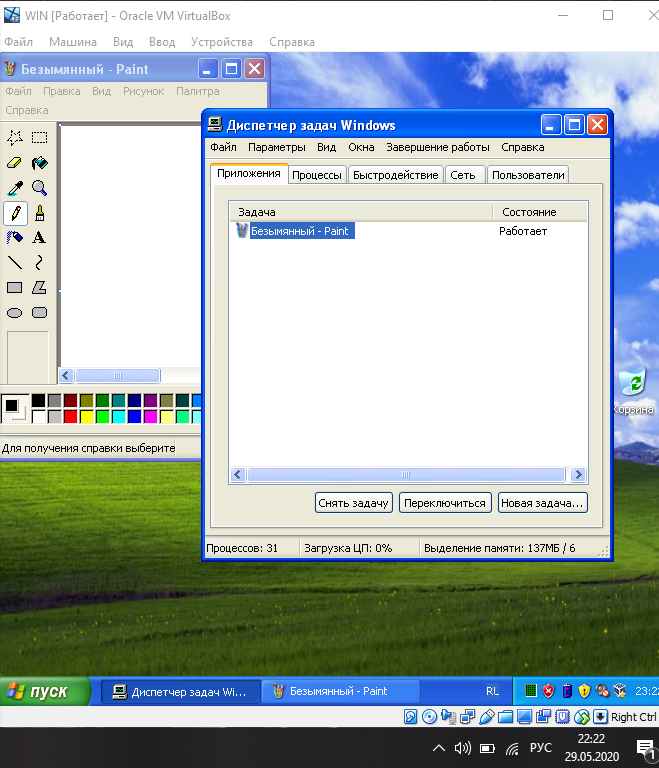 WIN [Работает] - Oracle VM VirtualBox
Файл Машина Вид Ввод Устройства Справка
Безымянный - Paint
Файл Правка Вид Рисунок Палитра
Справка
A
Для получения справки выберите
Диспетчер задач Windows
Файл Параметры Вид Окна Завершение работы Справка
Приложения Процессы Быстродействие Сеть Пользователи
Задача Состояние
Безымянный - Paint Работает
Снять задачу Переключиться Новая задача...
Процессов: 31 Загрузка ЦП: 0% Выделение памяти: 137МБ / 6
Корзина
пуск Диспетчер задач Wi... Безымянный - Paint RL 23:2
Right Ctrl
РУС 22:22
29.05.2020 1